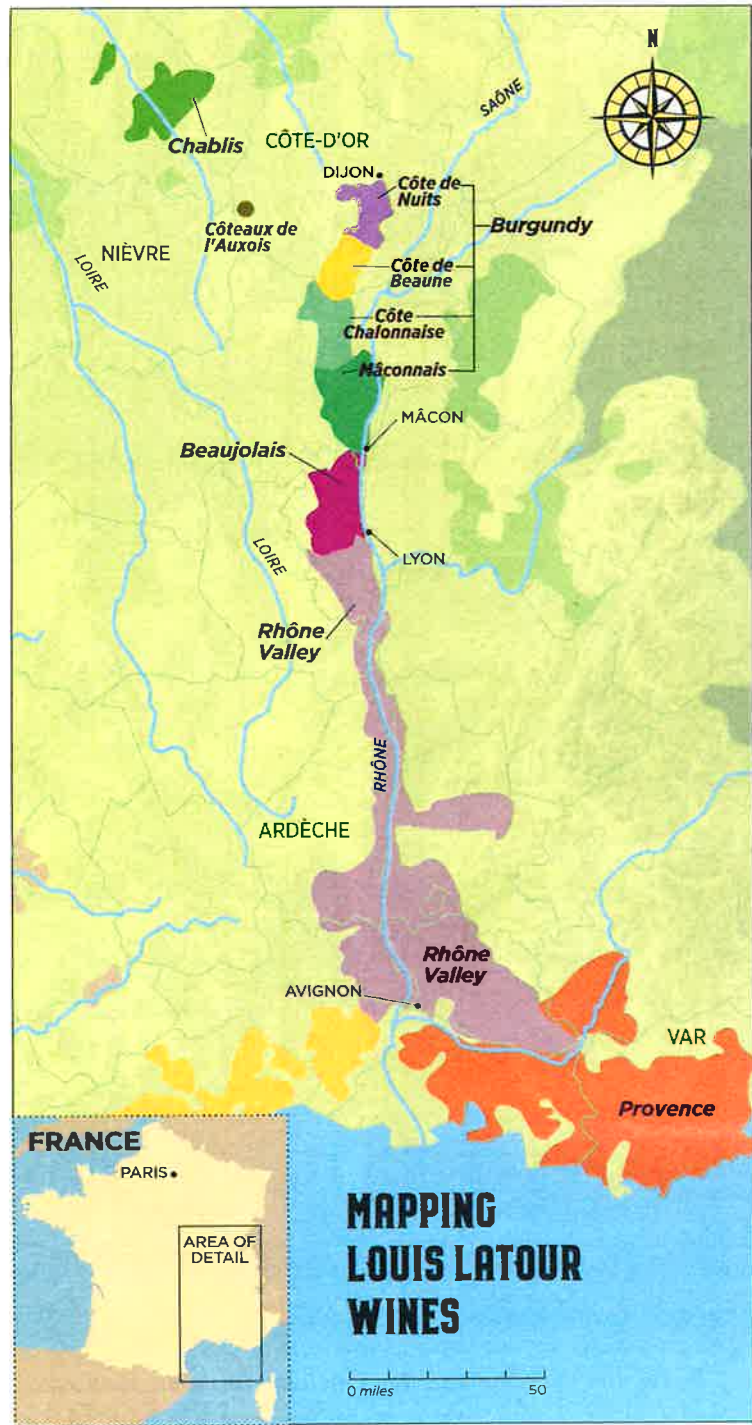 N
SAÔNE
Chablis
CÔTE-D'OR
DIJON
Côte de
Nuits
Burgundy
Côteaux de
l'Auxois
NIÈVRE
LOIRE
Côte de
Beaune
Côte
Chalonnaise
Mâconnais
MÂCON
Beaujolais
LOIRE
LYON
Rhône
Valley
RHÔNE
ARDÈCHE
Rhône
Valley
AVIGNON
VAR
Provence
FRANCE
PARIS
AREA OF
DETAIL
MAPPING
LOUIS LATOUR
WINES
0 miles
50